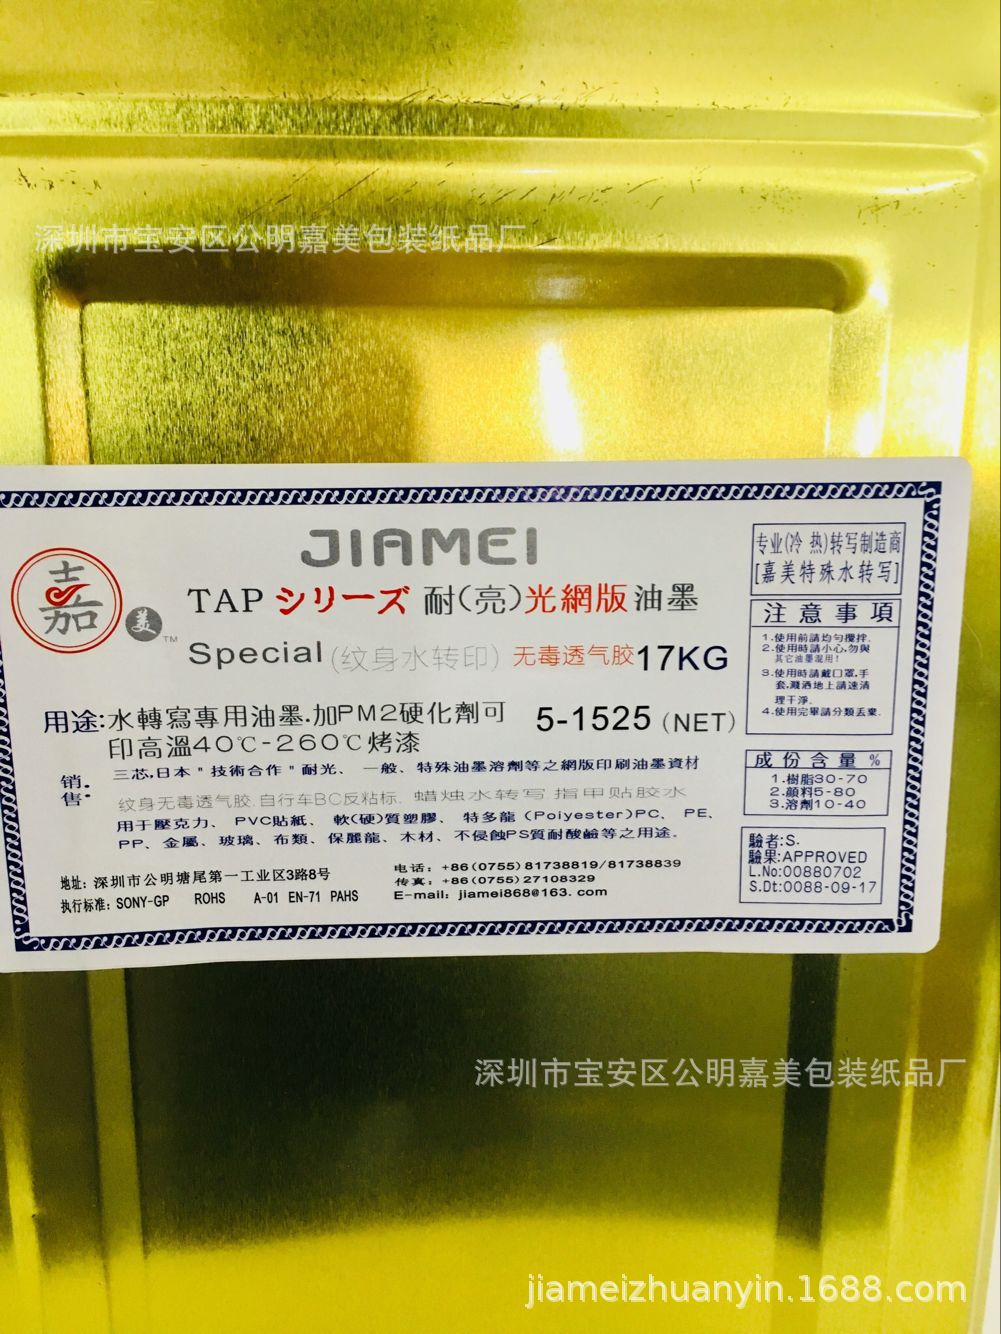 深圳市宝安区公明嘉美包装纸品厂
JIAMEI
嘉
美
TM
TAP シリーズ 耐(亮)光網版油墨
Special (纹身水转印) 无毒透气胶 17KG
用途:水轉寫專用油墨.加PM2硬化劑可
印高溫40℃-260℃烤漆
5-1525 (NET)
销售:
三芯,日本"技術合作"耐光、一般、特殊油墨溶劑等之網版印刷油墨資材
纹身无毒透气胶.自行车BC反粘标、蜡烛水转写 指甲贴胶水
用于壓克力、PVC貼紙、軟(硬)質塑膠、特多龍(Poiyester)PC、PE、
PP、金屬、玻璃、布類、保麗龍、木材、不侵蝕PS質耐酸鹼等之用途。
地址: 深圳市公明塘尾第一工业区3路8号
执行标准: SONY-GP ROHS A-01 EN-71 PAHS
电话: +86(0755)81738819/81738839
传真: +86(0755)27108329
E-mail: jiamei868@163.com
专业(冷 热)转写制造商
[嘉美特殊水转写]
注意事項
1.使用前請均勻攪拌.
2.使用時請小心,勿與
其它油墨混用!
3.使用時請戴口罩,手
套,濺洒地上請速清
理干淨.
4.使用完畢請分類丟棄.
成份含量 %
1.樹脂30-70
2.顔料5-80
3.溶劑10-40
驗者:S.
驗果:APPROVED
L.No:00880702
S.Dt:0088-09-17
深圳市宝安区公明嘉美包装纸品厂
jiameizhuanyin.1688.com